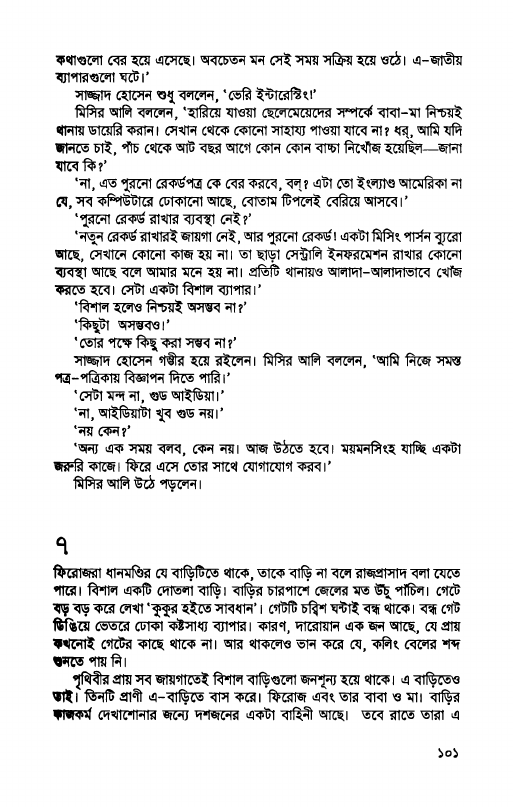 কথাগুলো বের হয়ে এসেছে। অবচেতন মন সেই সময় সক্রিয় হয়ে ওঠে। এ-জাতীয়
ব্যাপারগুলো ঘটে।’
সাজ্জাদ হোসেন শুধু বললেন, ‘ভেরি ইন্টারেস্টিং!’
মিসির আলি বললেন, ‘হারিয়ে যাওয়া ছেলেমেয়েদের সম্পর্কে বাবা-মা নিশ্চয়ই
থানায় ডায়েরি করান। সেখান থেকে কোনো সাহায্য পাওয়া যাবে না? ধর্, আমি যদি
জানতে চাই, পাঁচ থেকে আট বছর আগে কোন কোন বাচ্চা নিখোঁজ হয়েছিল—জানা
যাবে কি?’
‘না, এত পুরনো রেকর্ডপত্র কে বের করবে, বল্? এটা তো ইংল্যাণ্ড আমেরিকা না
যে, সব কম্পিউটারে ঢোকানো আছে, বোতাম টিপলেই বেরিয়ে আসবে।’
‘পুরনো রেকর্ড রাখার ব্যবস্থা নেই?’
‘নতুন রেকর্ড রাখারই জায়গা নেই, আর পুরনো রেকর্ড! একটা মিসিং পার্সন ব্যুরো
আছে, সেখানে কোনো কাজ হয় না। তা ছাড়া সেন্ট্রালি ইনফরমেশন রাখার কোনো
ব্যবস্থা আছে বলে আমার মনে হয় না। প্রতিটি থানায়ও আলাদা-আলাদাভাবে খোঁজ
করতে হবে। সেটা একটা বিশাল ব্যাপার।’
‘বিশাল হলেও নিশ্চয়ই অসম্ভব না?’
‘কিছুটা অসম্ভবও।’
‘তোর পক্ষে কিছু করা সম্ভব না?’
সাজ্জাদ হোসেন গম্ভীর হয়ে রইলেন। মিসির আলি বললেন, ‘আমি নিজে সমস্ত
পত্র-পত্রিকায় বিজ্ঞাপন দিতে পারি।’
‘সেটা মন্দ না, গুড আইডিয়া।’
‘না, আইডিয়াটা খুব গুড নয়।’
‘নয় কেন?’
‘অন্য এক সময় বলব, কেন নয়। আজ উঠতে হবে। ময়মনসিংহ যাচ্ছি একটা
জরুরি কাজে। ফিরে এসে তোর সাথে যোগাযোগ করব।’
মিসির আলি উঠে পড়লেন।
৭
ফিরোজরা ধানমণ্ডির যে বাড়িটিতে থাকে, তাকে বাড়ি না বলে রাজপ্রাসাদ বলা যেতে
পারে। বিশাল একটি দোতলা বাড়ি। বাড়ির চারপাশে জেলের মত উঁচু পাঁচিল। গেটে
বড় বড় করে লেখা ‘কুকুর হইতে সাবধান’। গেটটি চব্বিশ ঘন্টাই বন্ধ থাকে। বন্ধ গেট
ডিঙিয়ে ভেতরে ঢোকা কষ্টসাধ্য ব্যাপার। কারণ, দারোয়ান এক জন আছে, যে প্রায়
কখনোই গেটের কাছে থাকে না। আর থাকলেও ভান করে যে, কলিং বেলের শব্দ
শুনতে পায় নি।
পৃথিবীর প্রায় সব জায়গাতেই বিশাল বাড়িগুলো জনশূন্য হয়ে থাকে। এ বাড়িতেও
তাই। তিনটি প্রাণী এ-বাড়িতে বাস করে। ফিরোজ এবং তার বাবা ও মা। বাড়ির
কাজকর্ম দেখাশোনার জন্যে দশজনের একটা বাহিনী আছে। তবে রাতে তারা এ
১০১